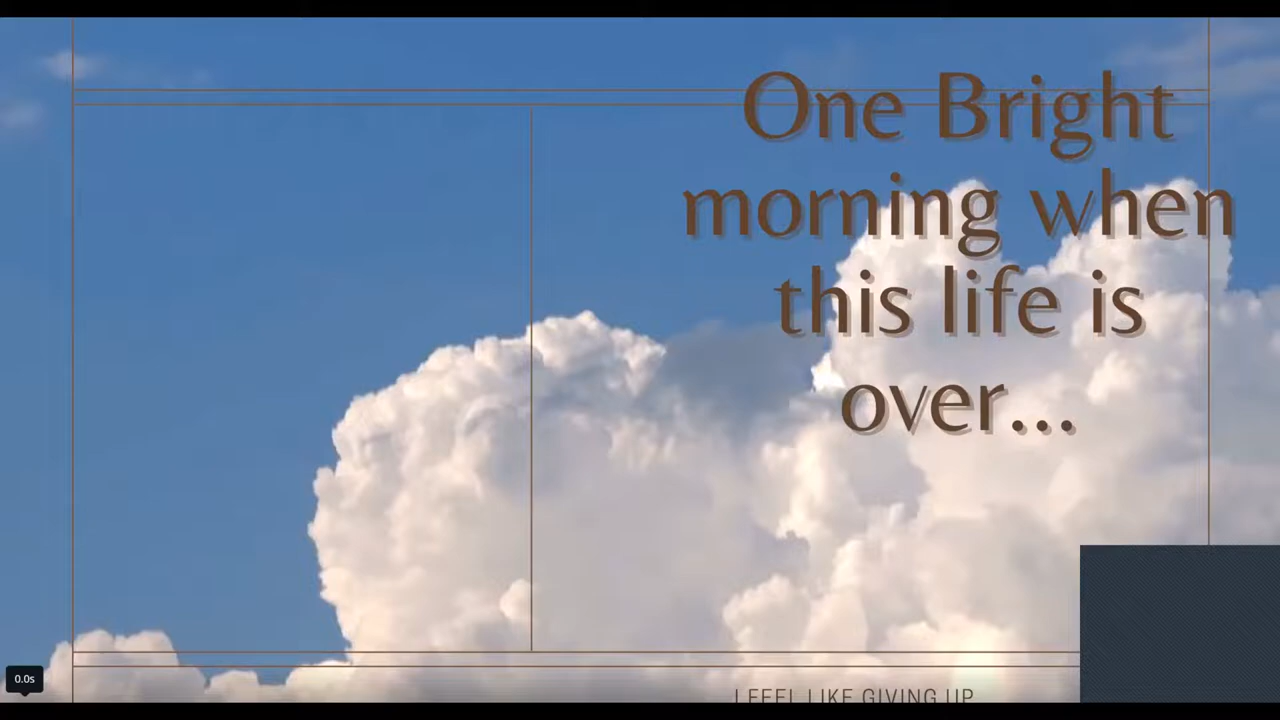 One Bright
morning when
this life is
over...
I FEEL LIKE GIVING UP
0.0s